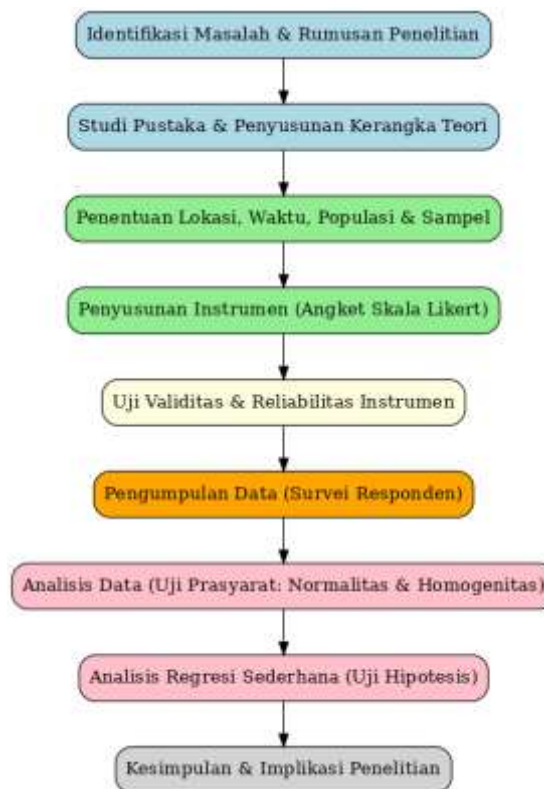 Identifikasi Masalah & Rumusan Penelitian
Studi Pustaka & Penyusunan Kerangka Teori
Penentuan Lokasi, Waktu, Populasi & Sampel
Penyusunan Instrumen (Angket Skala Likert)
Uji Validitas & Reliabilitas Instrumen
Pengumpulan Data (Survei Responden)
Analisis Data (Uji Prasyarat: Normalitas & Homogenitas)
Analisis Regresi Sederhana (Uji Hipotesis)
Kesimpulan & Implikasi Penelitian